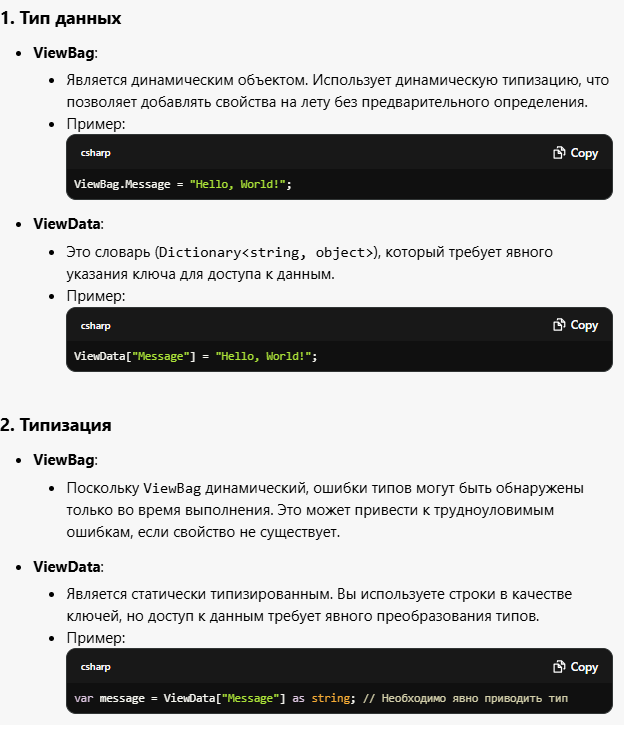 1. Тип данных
• ViewBag:
• Является динамическим объектом. Использует динамическую типизацию, что
позволяет добавлять свойства на лету без предварительного определения.
• Пример:
csharp Copy
ViewBag.Message = "Hello, World!";
• ViewData:
• Это словарь (Dictionary<string, object>), который требует явного
указания ключа для доступа к данным.
• Пример:
csharp Copy
ViewData["Message"] = "Hello, World!";
2. Типизация
• ViewBag:
• Поскольку ViewBag динамический, ошибки типов могут быть обнаружены
только во время выполнения. Это может привести к трудноуловимым
ошибкам, если свойство не существует.
• ViewData:
• Является статически типизированным. Вы используете строки в качестве
ключей, но доступ к данным требует явного преобразования типов.
• Пример:
csharp Copy
var message = ViewData["Message"] as string; // Необходимо явно приводить тип